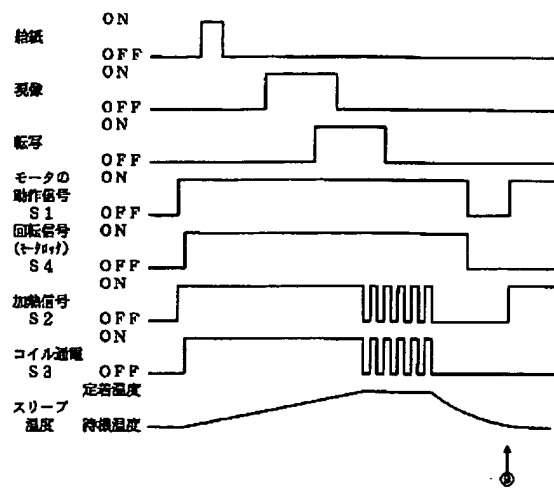 ON
給紙
OFF
ON
現像
OFF
ON
転写
OFF
モータの ON
動作信号
S1 OFF
回転信号 ON
(モータロック)
S4 OFF
ON
加熱信号
S2 OFF
ON
コイル通電
S3 OFF
定着温度
スリーブ
温度 待機温度